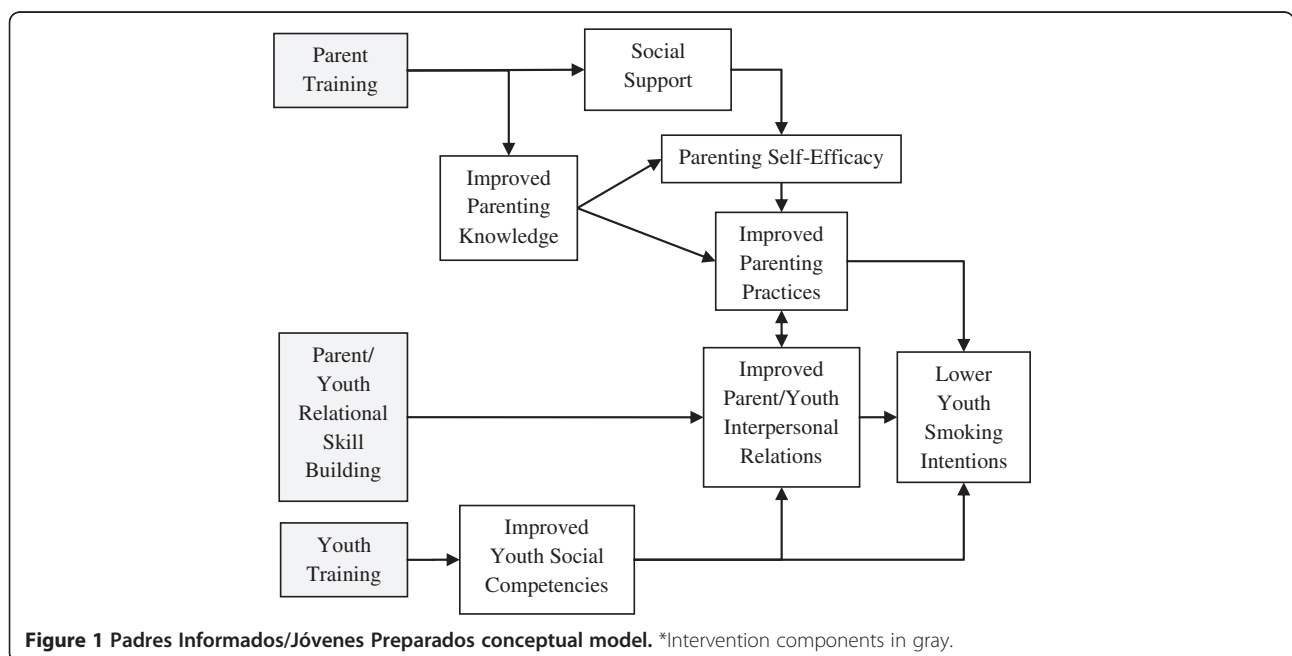 Parent
Training
Social
Support
Parenting Self-Efficacy
Improved
Parenting
Knowledge
Improved
Parenting
Practices
Parent/
Youth
Relational
Skill
Building
Improved
Parent/Youth
Interpersonal
Relations
Lower
Youth
Smoking
Intentions
Youth
Training
Improved
Youth Social
Competencies
Figure 1 Padres Informados/Jóvenes Preparados conceptual model. *Intervention components in gray.